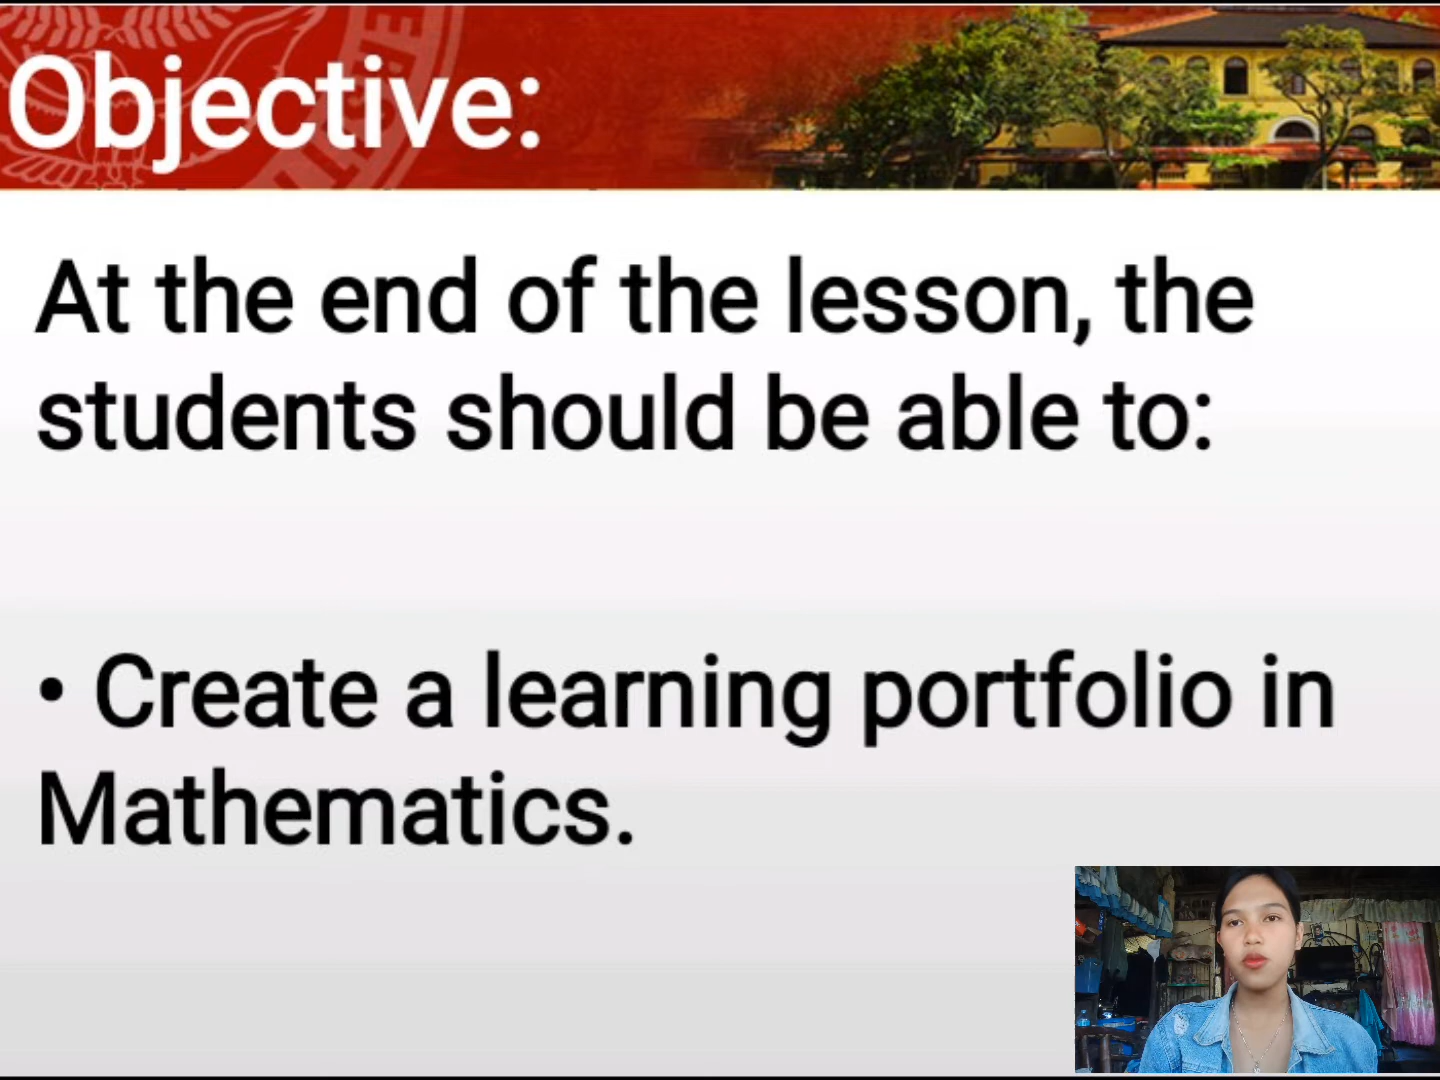 Objective:
At the end of the lesson, the
students should be able to:
• Create a learning portfolio in
Mathematics.